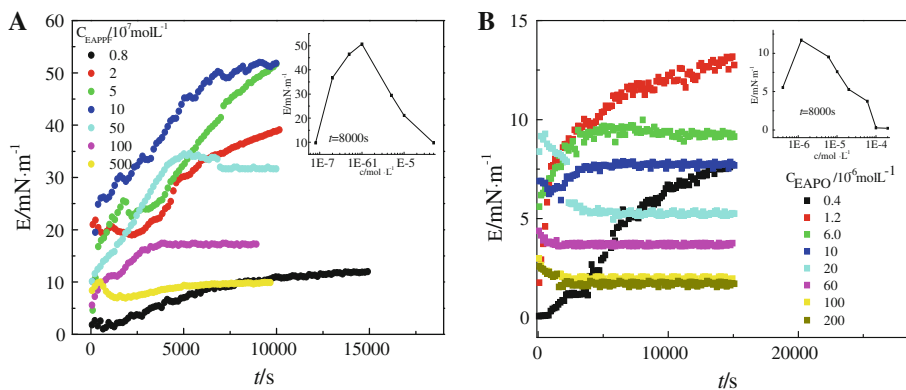 A
C_EAPPF/10^7molL^-1
0.8
2
5
10
50
100
500
E/mN·m^-1
60
50
40
30
20
10
0
0 5000 10000 15000
t/s
E/mN·m^-1
50
40
30
20
10
t=8000s
1E-7 1E-61 E-5
c/mol·L^1
B
E/mN·m^-1
15
10
5
0
0 10000 20000
t/s
E/mN·m^-1
10
5
0
t=8000s
1E-6 1E-5 1E-4
c/mol·L^1
C_EAPO/10^-6molL^-1
0.4
1.2
6.0
10
20
60
100
200